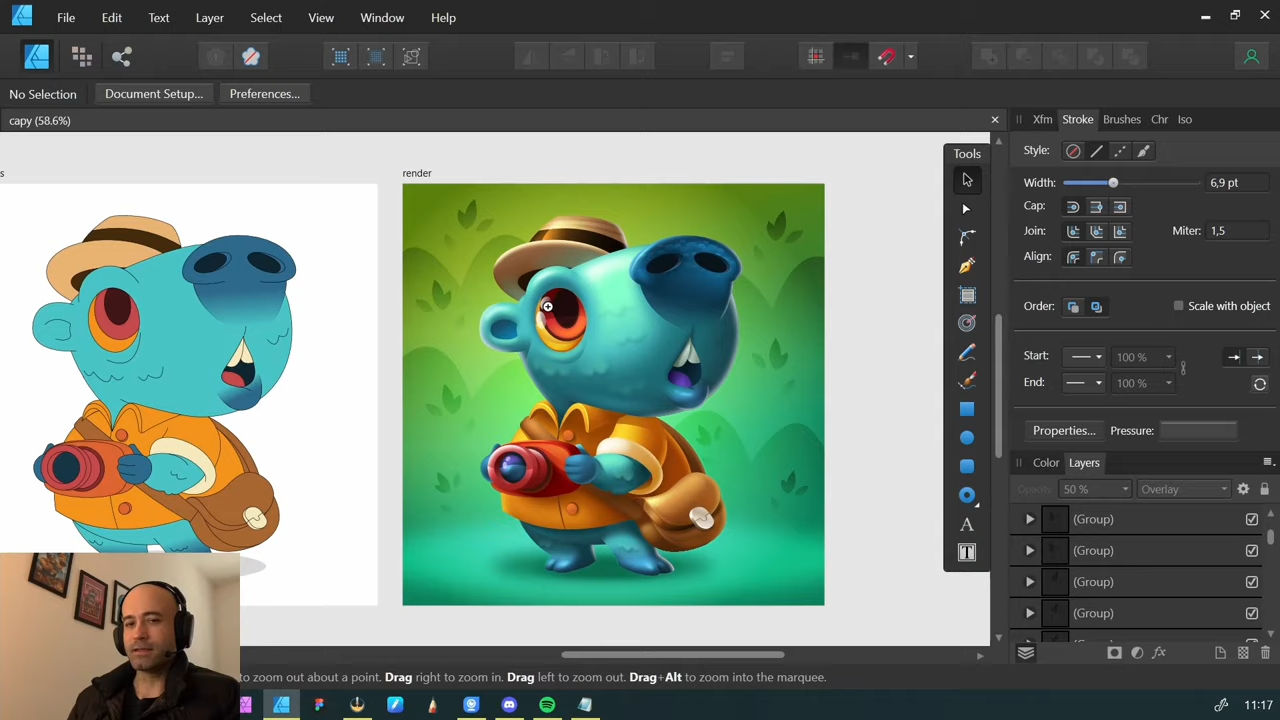 File Edit Text Layer Select View Window Help
No Selection Document Setup... Preferences...
capy (58.6%)
s
render
Tools
A
T
Xfm Stroke Brushes Chr Iso
Style:
Width: 6,9 pt
Cap:
Join: Miter: 1,5
Align:
Order: Scale with object
Start: 100 %
End: 100 %
Properties... Pressure:
Color Layers
Opacity: 50 % Overlay
(Group)
(Group)
(Group)
(Group)
fx
to zoom out about a point. Drag right to zoom in. Drag left to zoom out. Drag+Alt to zoom into the marquee.
11:17